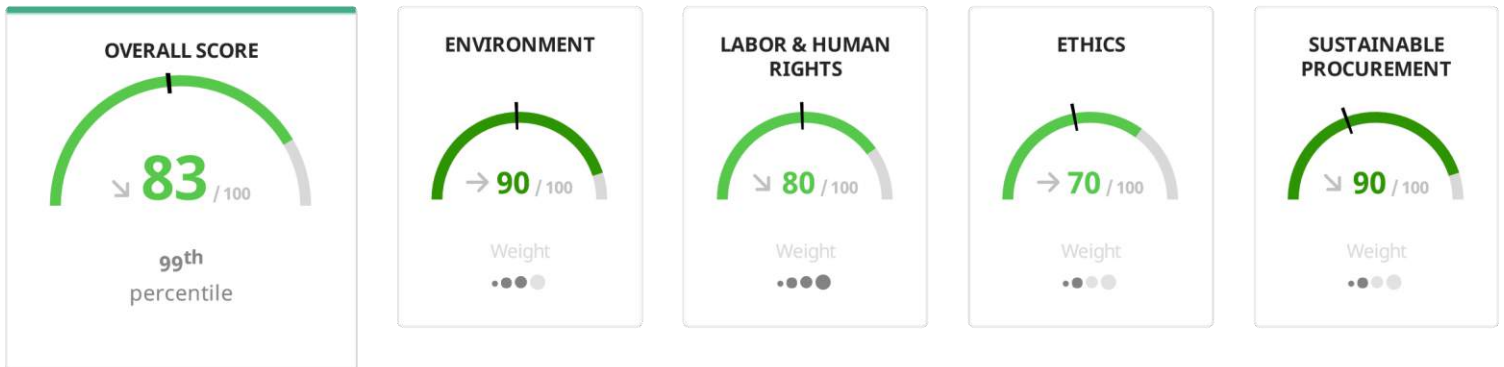 OVERALL SCORE
83 / 100
99th
percentile
ENVIRONMENT
90 / 100
Weight
LABOR & HUMAN
RIGHTS
80 / 100
Weight
ETHICS
70 / 100
Weight
SUSTAINABLE
PROCUREMENT
90 / 100
Weight